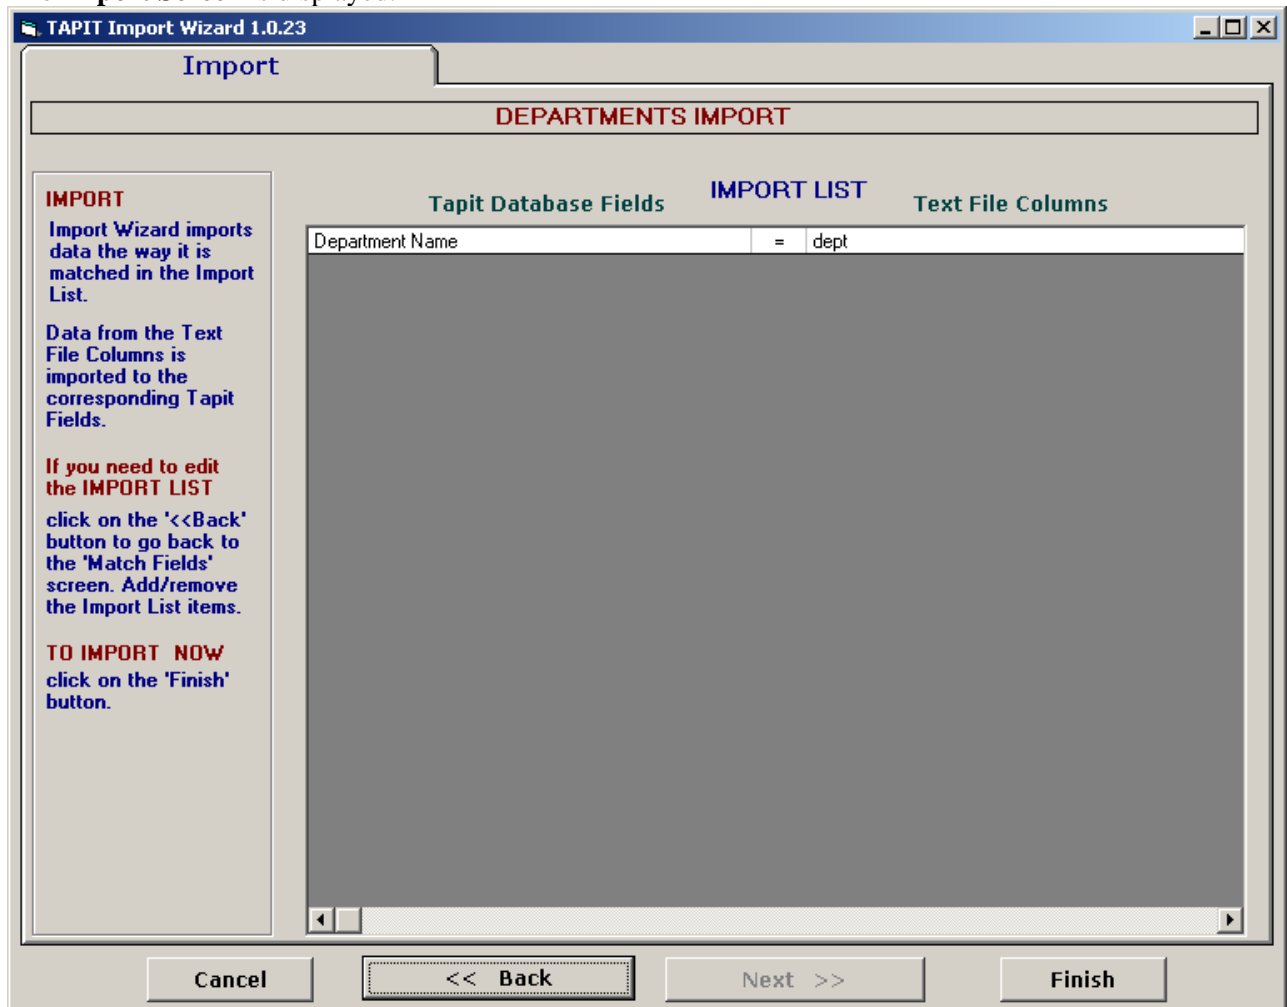 TAPIT Import Wizard 1.0.23
Import
DEPARTMENTS IMPORT
IMPORT
Import Wizard imports
data the way it is
matched in the Import
List.
Data from the Text
File Columns is
imported to the
corresponding Tapit
Fields.
If you need to edit
the IMPORT LIST
click on the '<<Back'
button to go back to
the 'Match Fields'
screen. Add/remove
the Import List items.
TO IMPORT NOW
click on the 'Finish'
button.
IMPORT LIST
Tapit Database Fields Text File Columns
Department Name = dept
Cancel << Back Next >> Finish